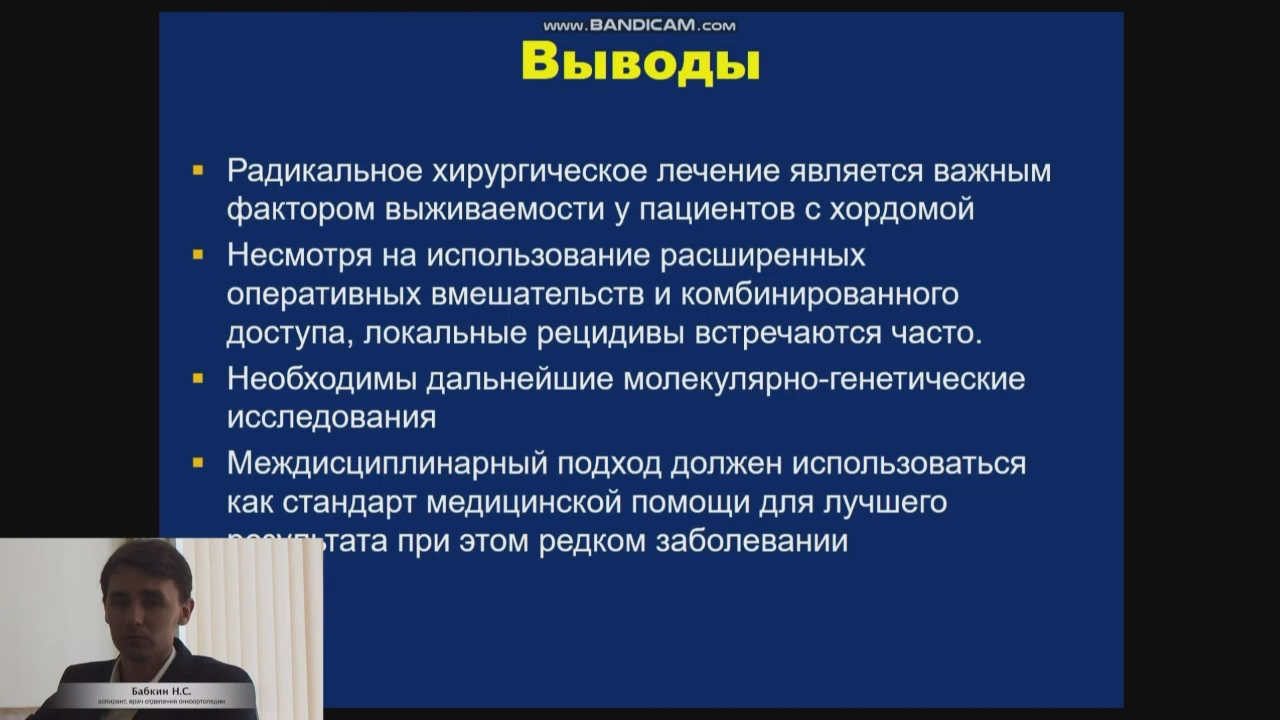 www.BANDICAM.com
Выводы
Радикальное хирургическое лечение является важным
фактором выживаемости у пациентов с хордомой
Несмотря на использование расширенных
оперативных вмешательств и комбинированного
доступа, локальные рецидивы встречаются часто.
Необходимы дальнейшие молекулярно-генетические
исследования
Междисциплинарный подход должен использоваться
как стандарт медицинской помощи для лучшего
результата при этом редком заболевании
Бабкин Н.С.
аспирант, врач отделения онкоортопедии